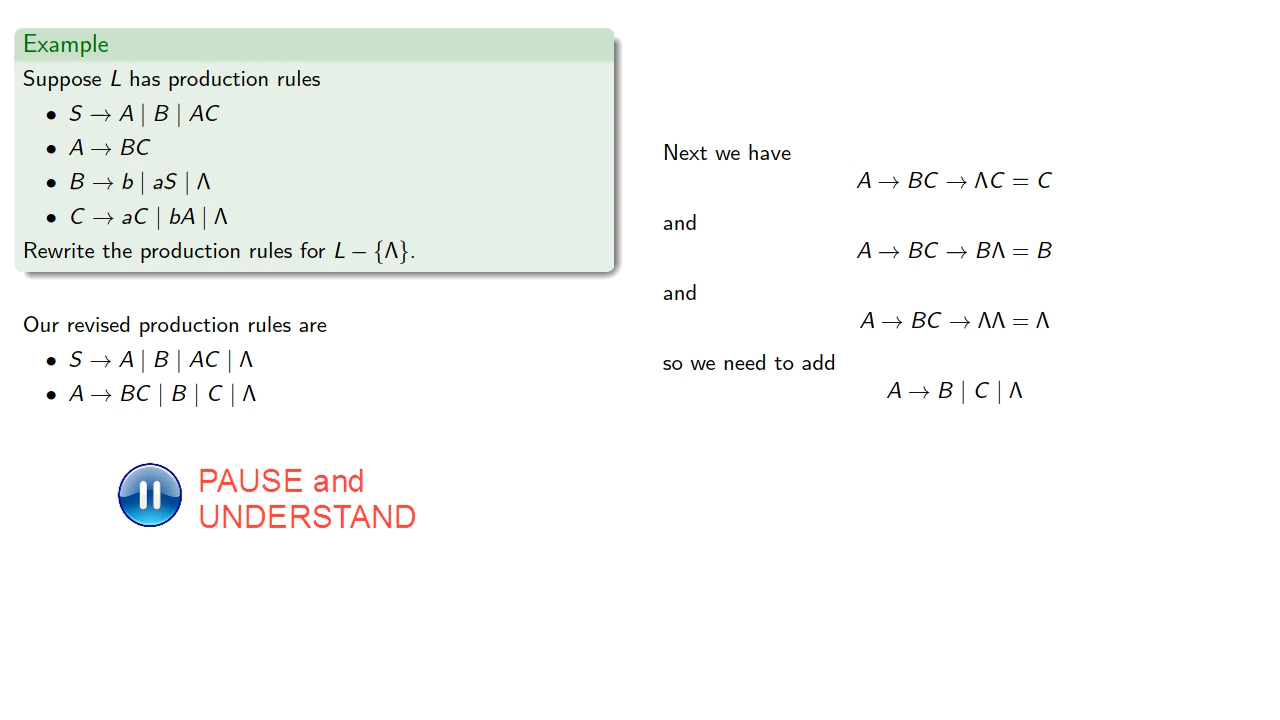 Example
Suppose L has production rules
• S → A | B | AC
• A → BC
• B → b | aS | Λ
• C → aC | bA | Λ
Rewrite the production rules for L − {Λ}.
Our revised production rules are
• S → A | B | AC | Λ
• A → BC | B | C | Λ
PAUSE and
UNDERSTAND
Next we have
A → BC → ΛC = C
and
A → BC → BΛ = B
and
A → BC → ΛΛ = Λ
so we need to add
A → B | C | Λ